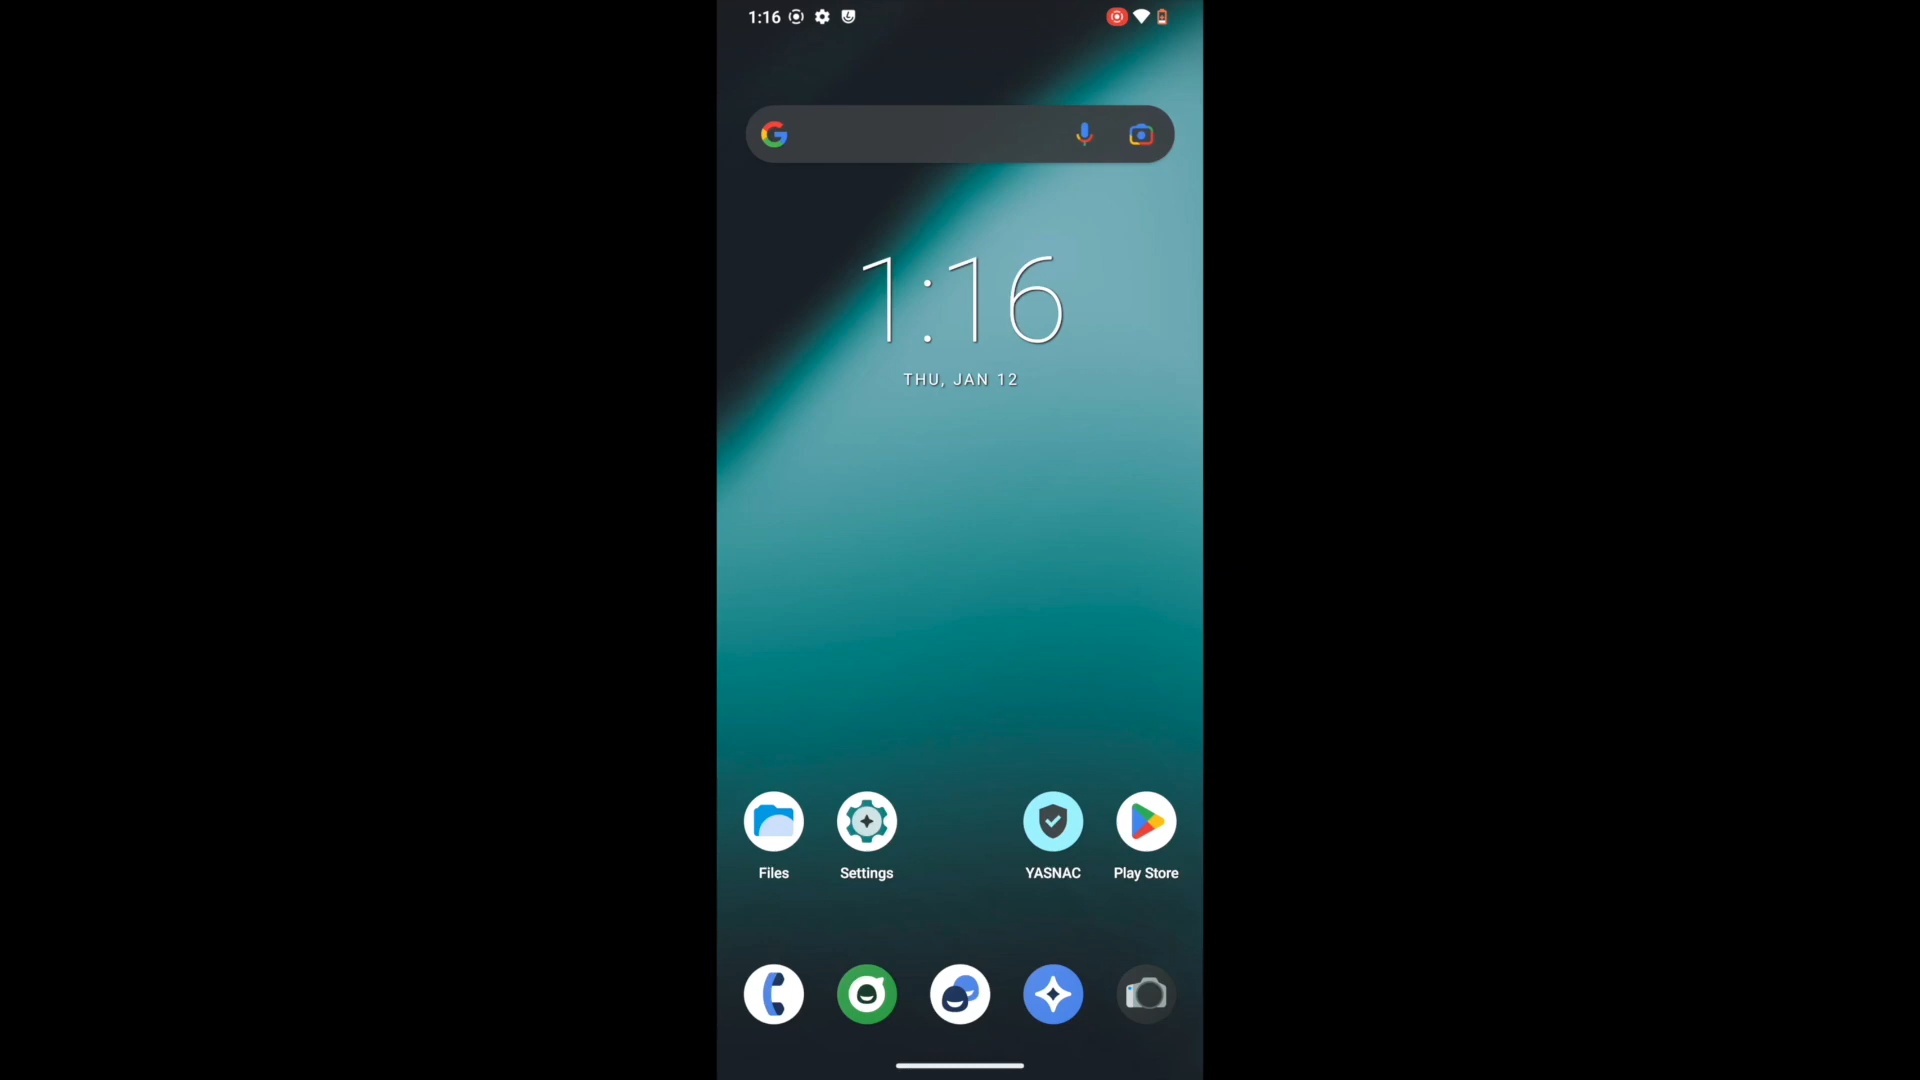 1:16
1:16
THU, JAN 12
Files
Settings
YASNAC
Play Store